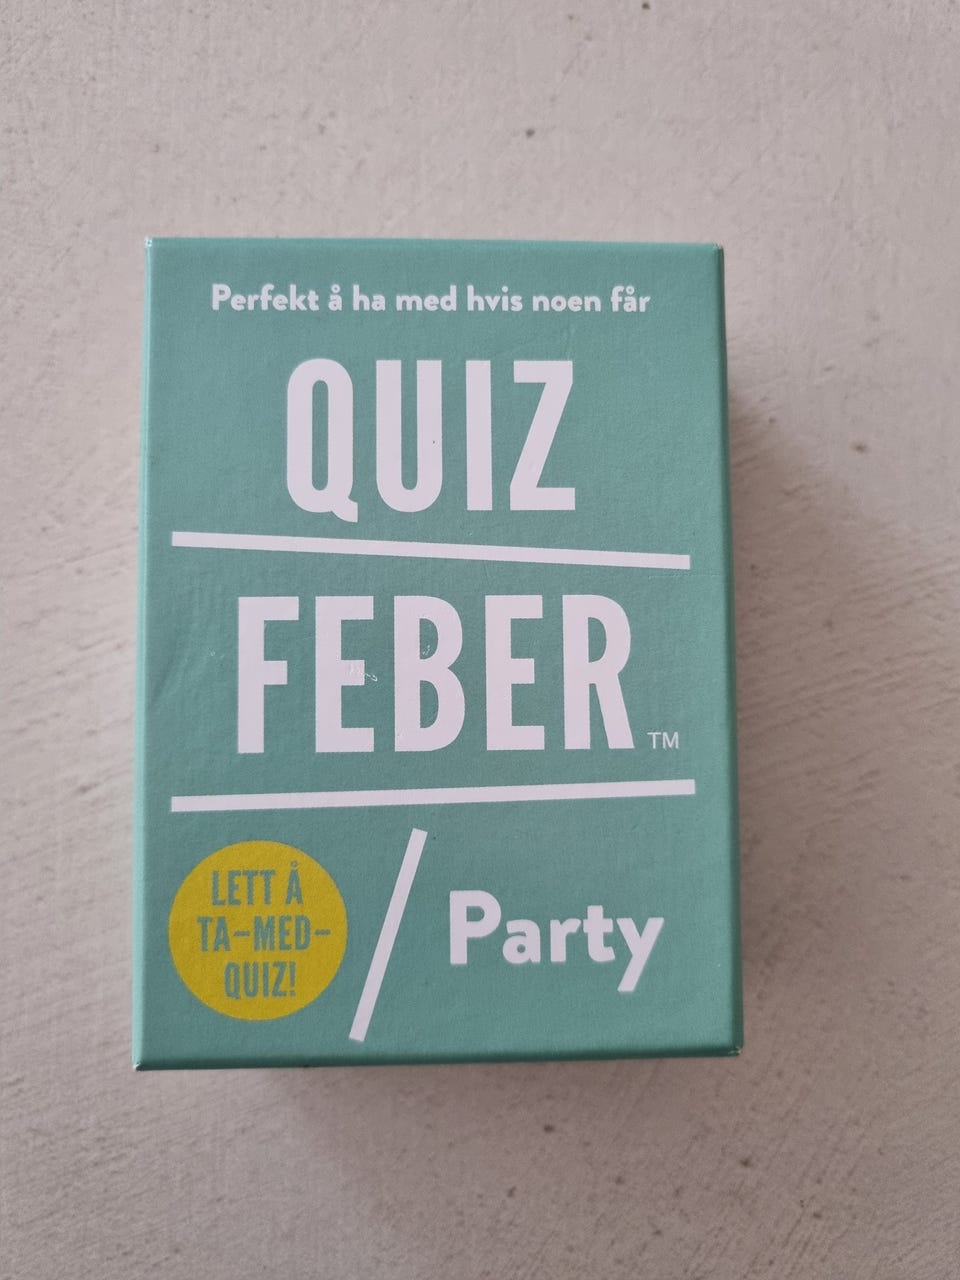 Perfekt å ha med hvis noen får
QUIZ
FEBER™
LETT Å
TA-MED-
QUIZ!
Party